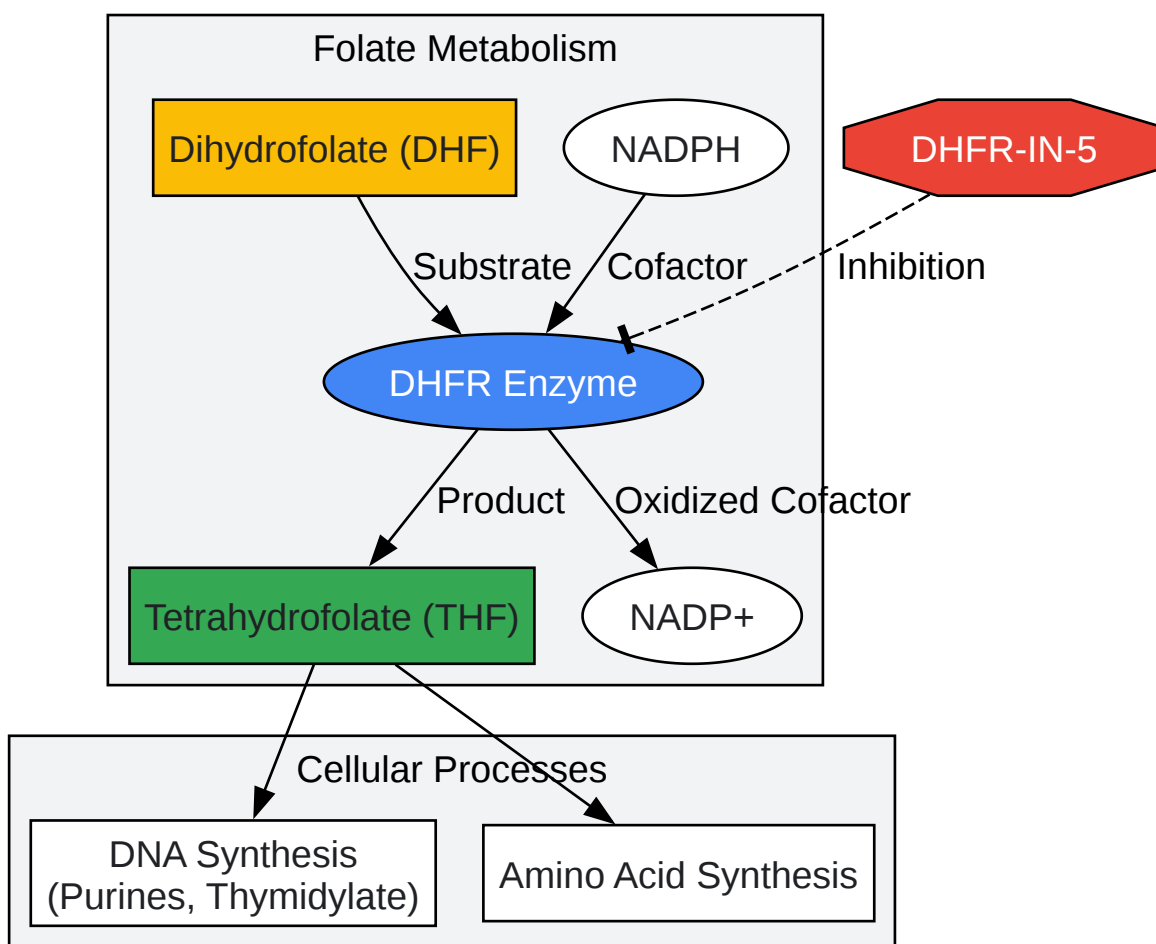 Folate Metabolism
Dihydrofolate (DHF)
NADPH
DHFR-IN-5
Substrate
Cofactor
Inhibition
DHFR Enzyme
Product
Oxidized Cofactor
Tetrahydrofolate (THF)
NADP+
Cellular Processes
DNA Synthesis
(Purines, Thymidylate)
Amino Acid Synthesis